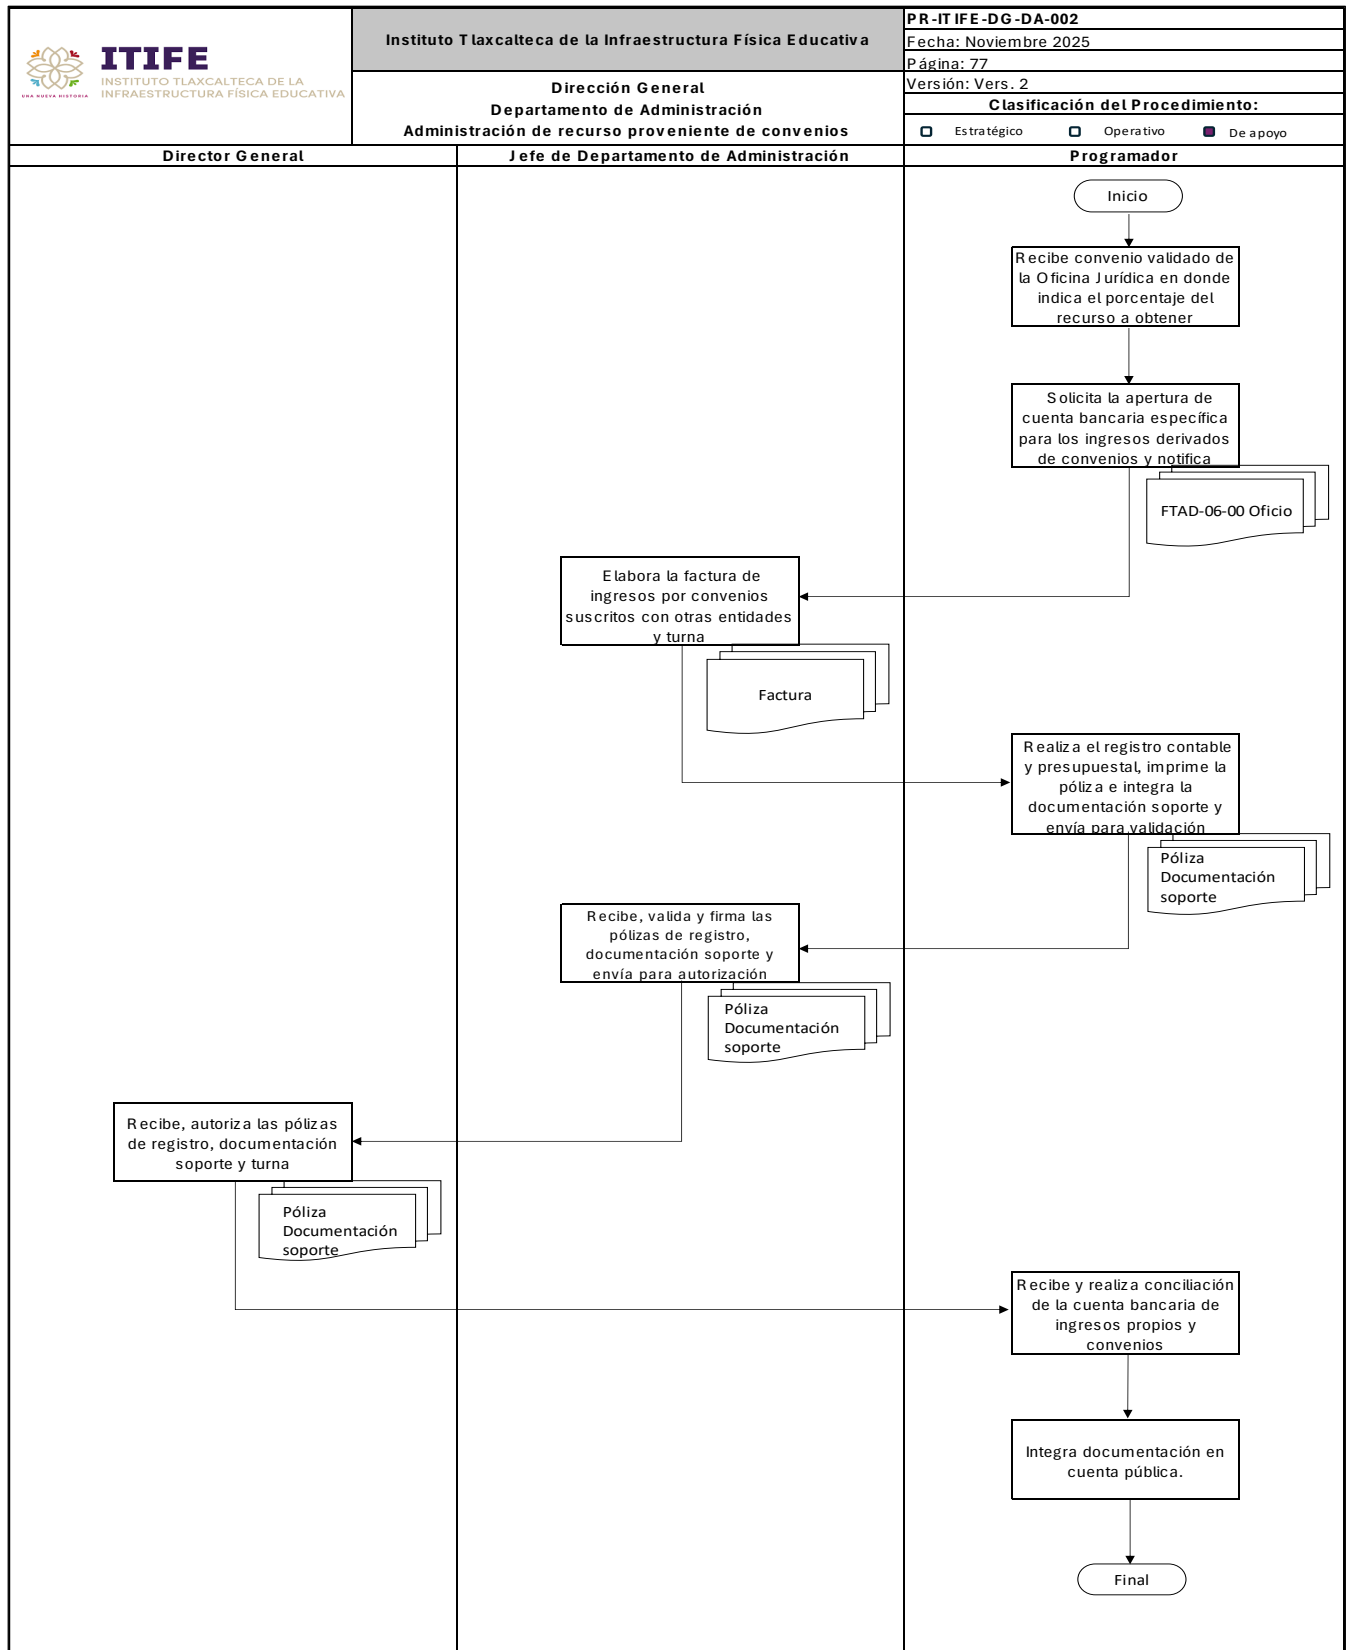 ITIFE
INSTITUTO TLAXCALTECA DE LA
INFRAESTRUCTURA FÍSICA EDUCATIVA
UNA NUEVA HISTORIA
Instituto Tlaxcalteca de la Infraestructura Física Educativa
Dirección General
Departamento de Administración
Administración de recurso proveniente de convenios
PR-ITIFE-DG-DA-002
Fecha: Noviembre 2025
Página: 77
Versión: Vers. 2
Clasificación del Procedimiento:
Estratégico Operativo De apoyo
Director General Jefe de Departamento de Administración Programador
Inicio
Recibe convenio validado de
la Oficina Jurídica en donde
indica el porcentaje del
recurso a obtener
Solicita la apertura de
cuenta bancaria específica
para los ingresos derivados
de convenios y notifica
FTAD-06-00 Oficio
Elabora la factura de
ingresos por convenios
suscritos con otras entidades
y turna
Factura
Realiza el registro contable
y presupuestal, imprime la
póliza e integra la
documentación soporte y
envía para validación
Póliza
Documentación
soporte
Recibe, valida y firma las
pólizas de registro,
documentación soporte y
envía para autorización
Póliza
Documentación
soporte
Recibe, autoriza las pólizas
de registro, documentación
soporte y turna
Póliza
Documentación
soporte
Recibe y realiza conciliación
de la cuenta bancaria de
ingresos propios y
convenios
Integra documentación en
cuenta pública.
Final